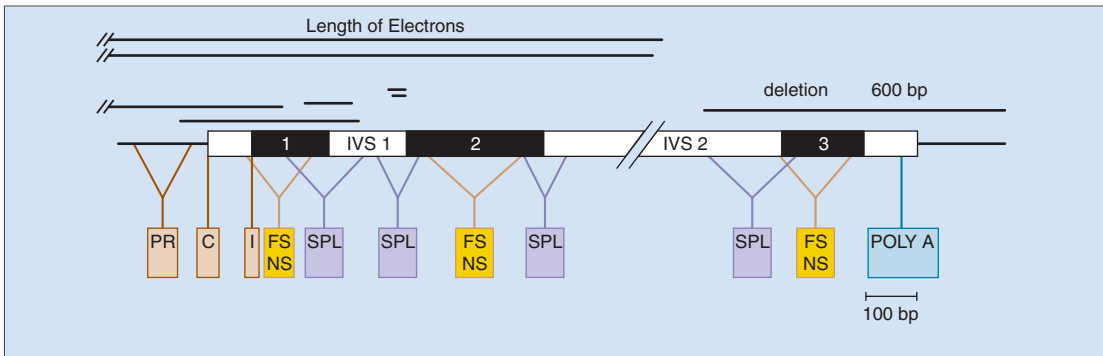 Length of Electrons
deletion 600 bp
1 IVS 1 2 IVS 2 3
PR C I FS SPL SPL FS SPL SPL FS POLY A
NS NS NS
100 bp